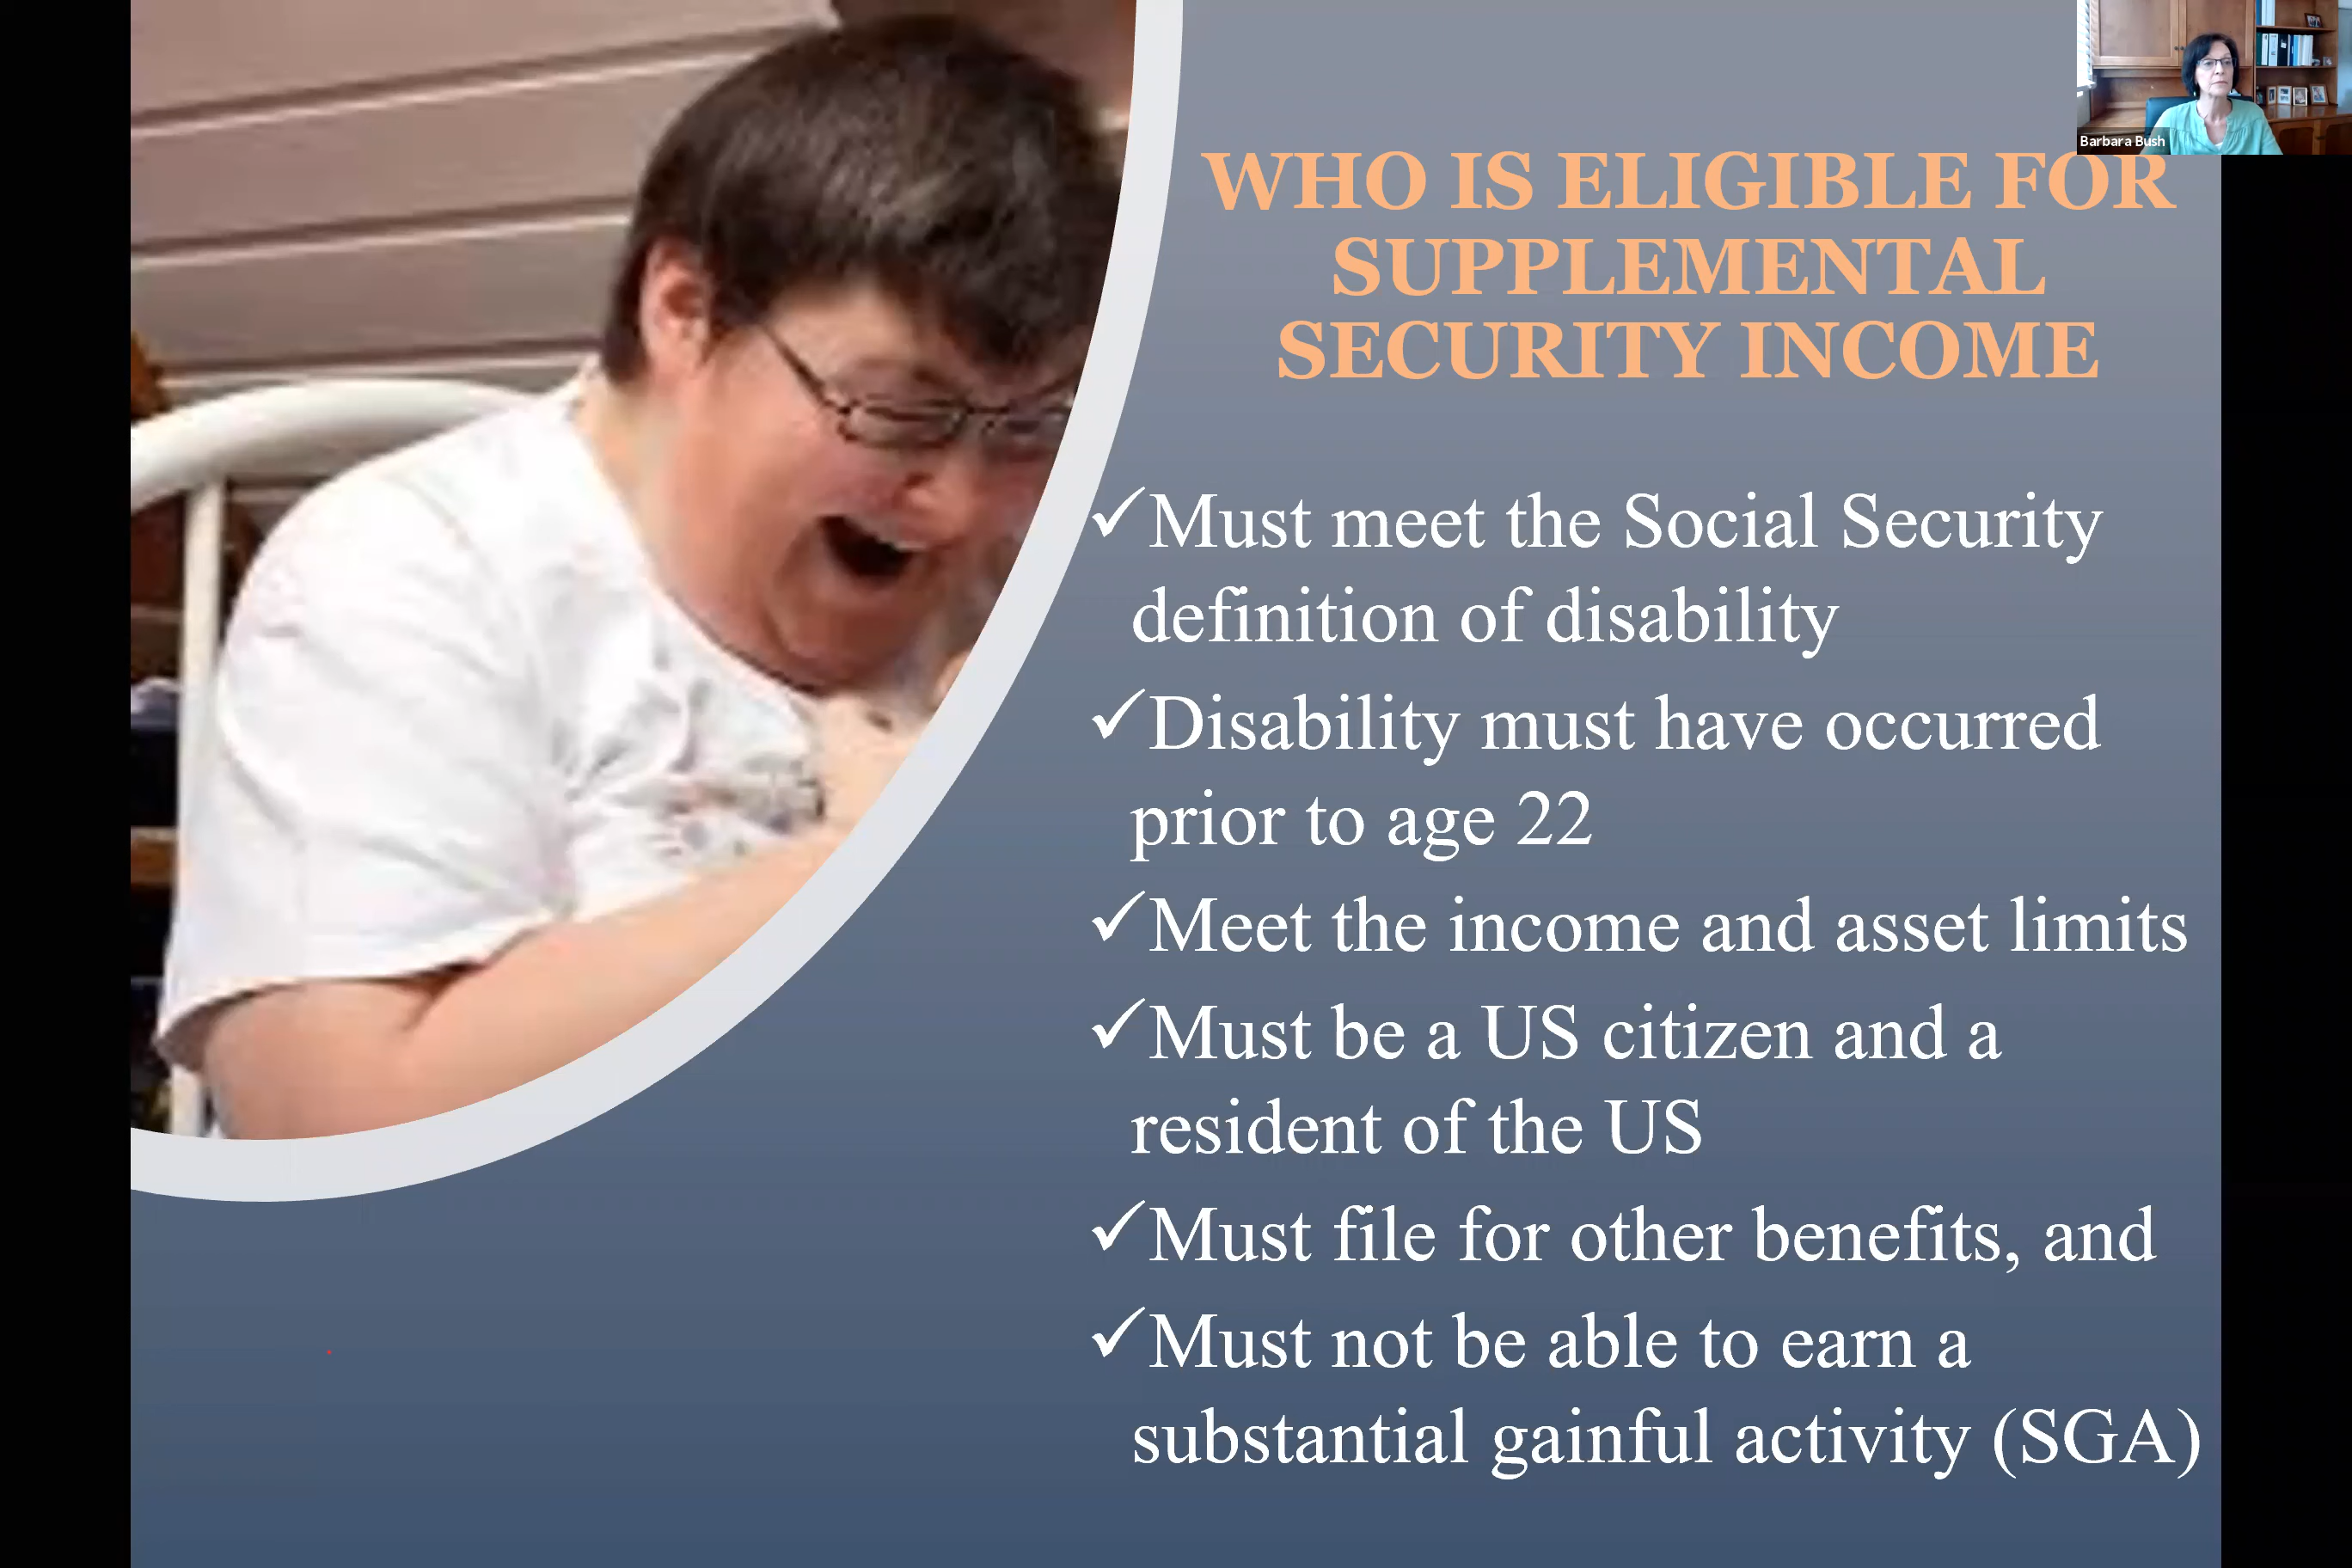 Barbara Bush
WHO IS ELIGIBLE FOR
SUPPLEMENTAL
SECURITY INCOME
✓Must meet the Social Security
definition of disability
✓Disability must have occurred
prior to age 22
✓Meet the income and asset limits
✓Must be a US citizen and a
resident of the US
✓Must file for other benefits, and
✓Must not be able to earn a
substantial gainful activity (SGA)